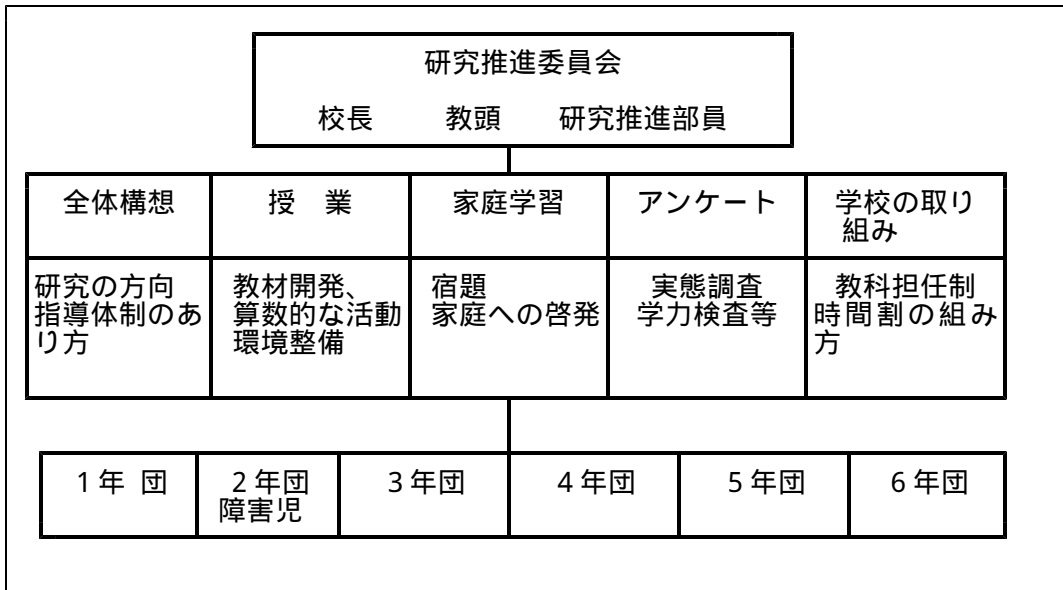 研究推進委員会
校長　教頭　研究推進部員
全体構想
授　業
家庭学習
アンケート
学校の取り
組み
研究の方向
指導体制のあ
り方
教材開発、
算数的な活動
環境整備
宿題
家庭への啓発
実態調査
学力検査等
教科担任制
時間割の組み
方
1年 団
2年団
障害児
3年団
4年団
5年団
6年団